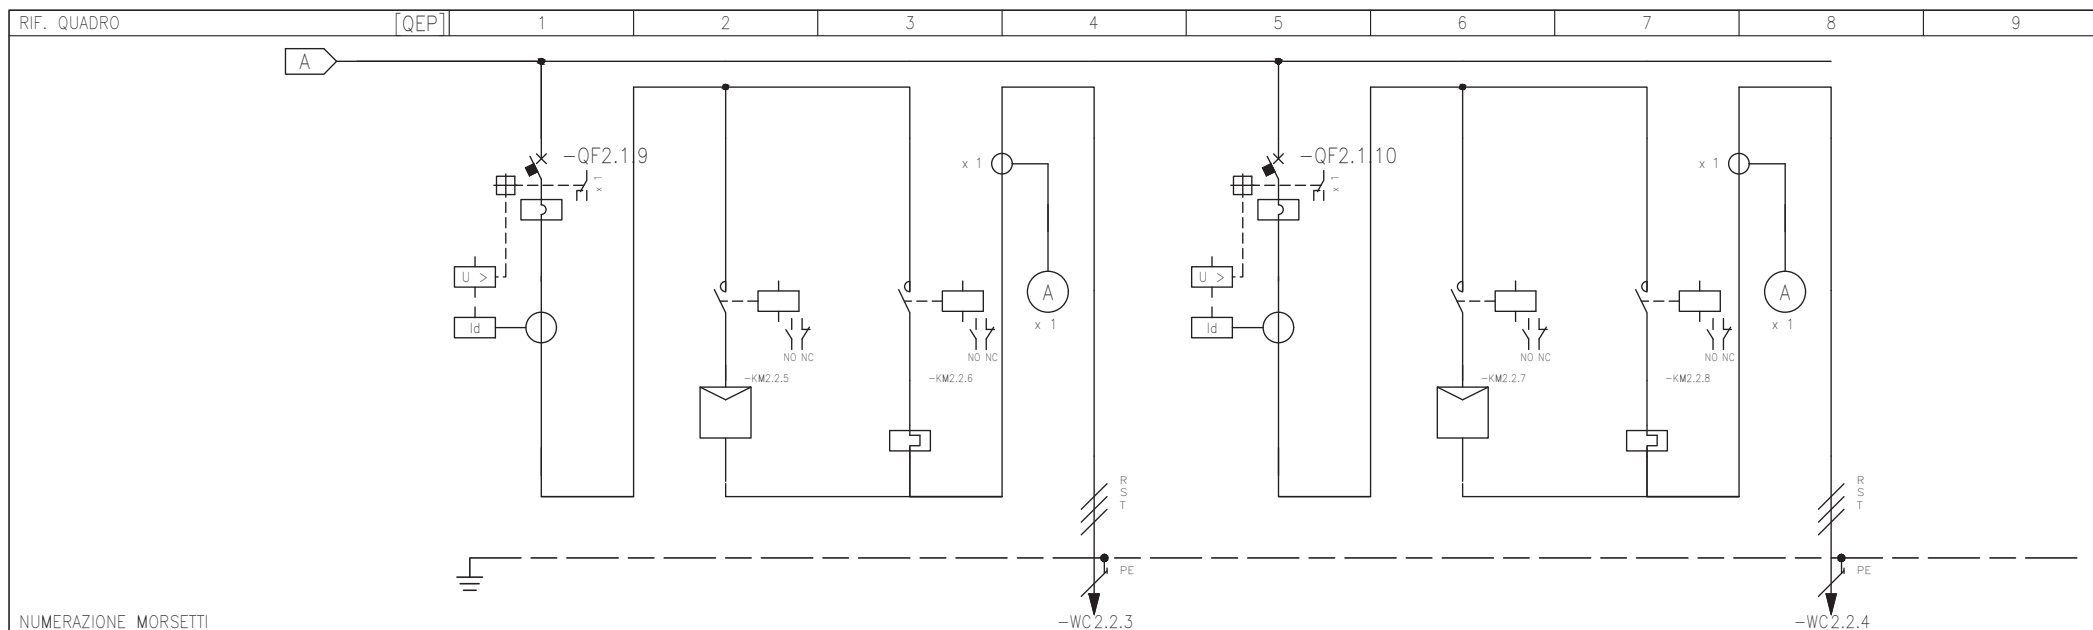 RIF. QUADRO [QEP] 1 2 3 4 5 6 7 8 9
A
-QF2.1.9 x 1 -QF2.1.10 x 1
x 1 x 1
U > A U > A
Id x 1 Id x 1
NO NC NO NC NO NC NO NC
-KM2.2.5 -KM2.2.6 -KM2.2.7 -KM2.2.8
R R
S S
T T
PE PE
NUMERAZIONE MORSETTI -WC2.2.3 -WC2.2.4